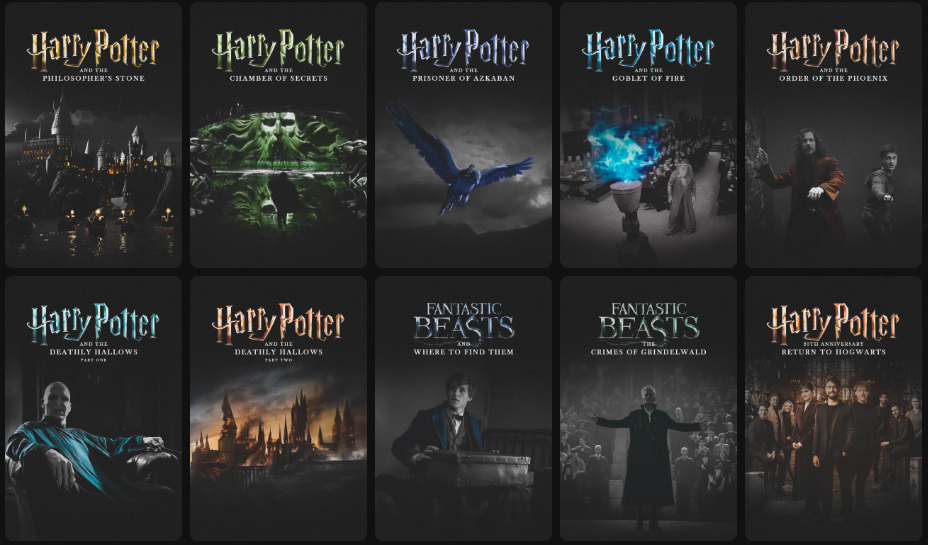 Harry Potter
AND THE
PHILOSOPHER'S STONE
Harry Potter
AND THE
CHAMBER OF SECRETS
Harry Potter
AND THE
PRISONER OF AZKABAN
Harry Potter
AND THE
GOBLET OF FIRE
Harry Potter
AND THE
ORDER OF THE PHOENIX
Harry Potter
AND THE
DEATHLY HALLOWS
PART ONE
Harry Potter
AND THE
DEATHLY HALLOWS
PART TWO
FANTASTIC
BEASTS
AND
WHERE TO FIND THEM
FANTASTIC
BEASTS
THE
CRIMES OF GRINDELWALD
Harry Potter
20TH ANNIVERSARY
RETURN TO HOGWARTS